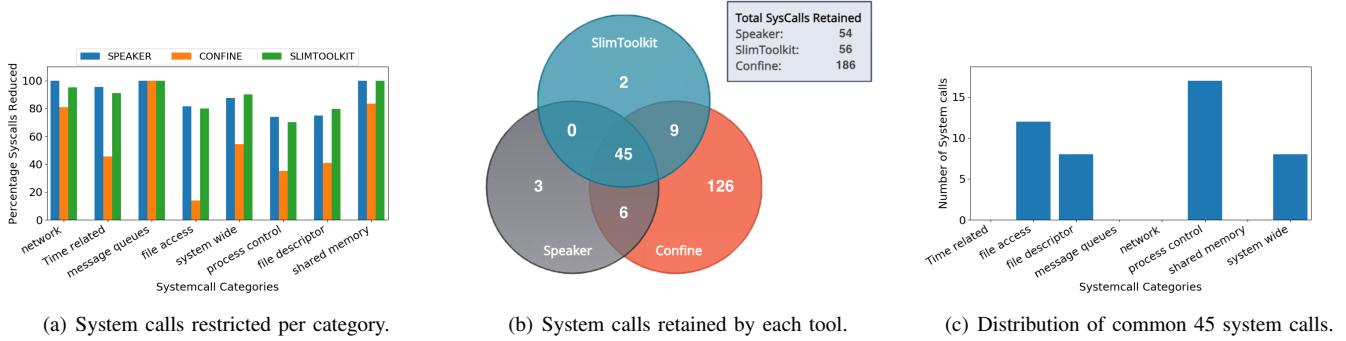 SPEAKER CONFINE SLIMTOOLKIT
Percentage Syscalls Reduced
100
80
60
40
20
0
network
Time related
message queues
file access
system wide
process control
file descriptor
shared memory
Systemcall Categories
(a) System calls restricted per category.
SlimToolkit
2
0
9
45
3
126
6
Speaker
Confine
Total SysCalls Retained
Speaker: 54
SlimToolkit: 56
Confine: 186
(b) System calls retained by each tool.
Number of System calls
15
10
5
0
Time related
file access
file descriptor
message queues
network
process control
shared memory
system wide
Systemcall Categories
(c) Distribution of common 45 system calls.